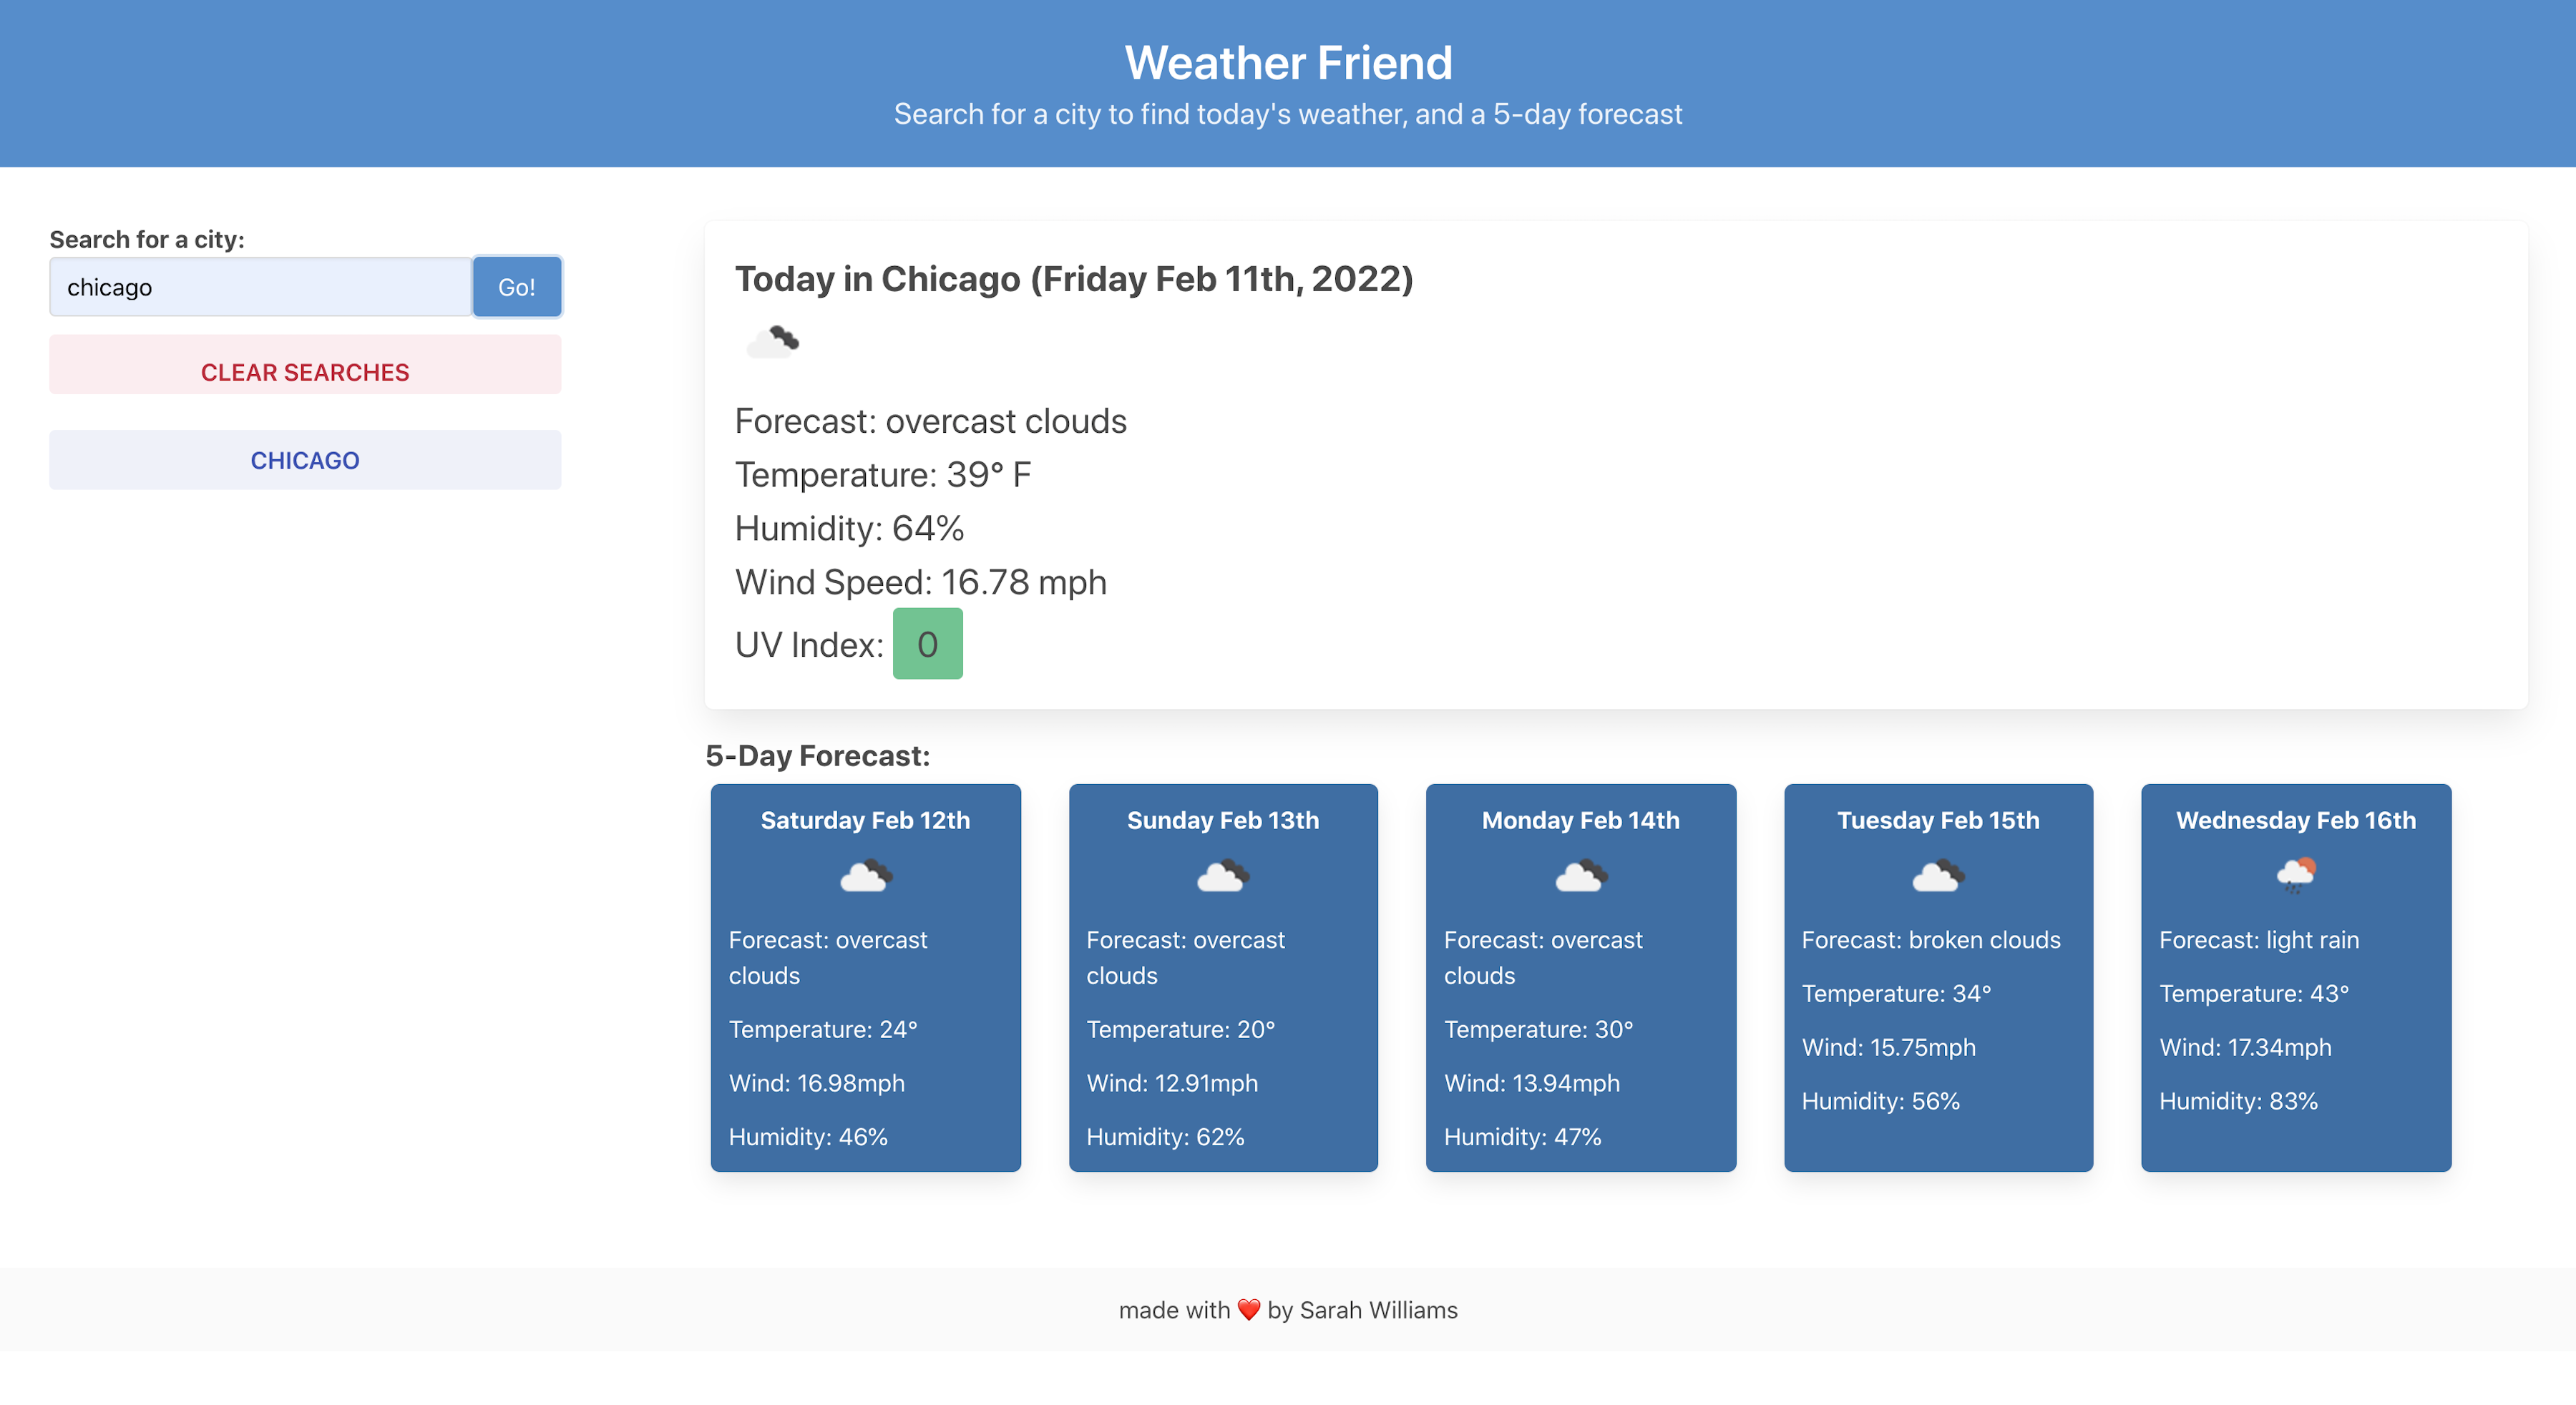 Weather Friend
Search for a city to find today's weather, and a 5-day forecast
Search for a city:
chicago
Go!
CLEAR SEARCHES
CHICAGO
Today in Chicago (Friday Feb 11th, 2022)
Forecast: overcast clouds
Temperature: 39° F
Humidity: 64%
Wind Speed: 16.78 mph
UV Index: 0
5-Day Forecast:
Saturday Feb 12th
Forecast: overcast
clouds
Temperature: 24°
Wind: 16.98mph
Humidity: 46%
Sunday Feb 13th
Forecast: overcast
clouds
Temperature: 20°
Wind: 12.91mph
Humidity: 62%
Monday Feb 14th
Forecast: overcast
clouds
Temperature: 30°
Wind: 13.94mph
Humidity: 47%
Tuesday Feb 15th
Forecast: broken clouds
Temperature: 34°
Wind: 15.75mph
Humidity: 56%
Wednesday Feb 16th
Forecast: light rain
Temperature: 43°
Wind: 17.34mph
Humidity: 83%
made with ❤️ by Sarah Williams